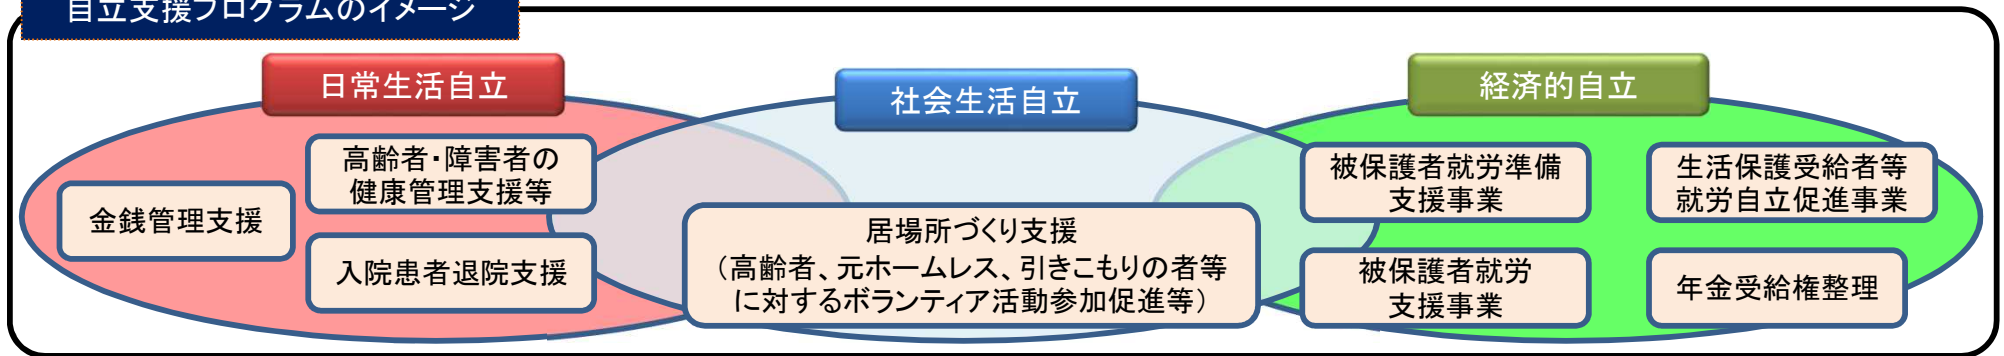 自立支援プログラムのイメージ
日常生活自立
社会生活自立
経済的自立
金銭管理支援
高齢者・障害者の
健康管理支援等
入院患者退院支援
居場所づくり支援
（高齢者、元ホームレス、引きこもりの者等
に対するボランティア活動参加促進等）
被保護者就労準備
支援事業
被保護者就労
支援事業
生活保護受給者等
就労自立促進事業
年金受給権整理